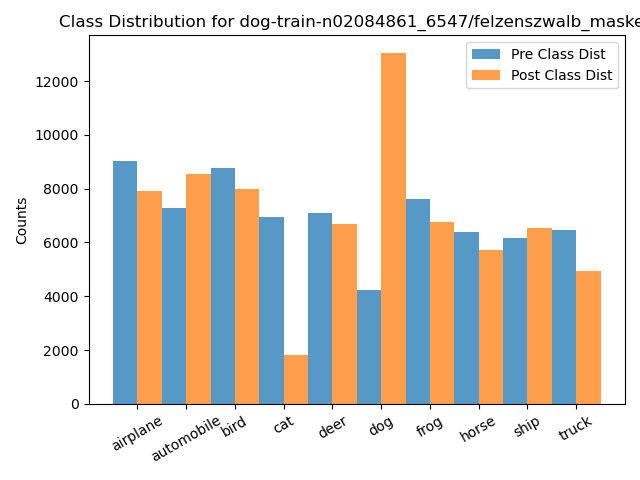 Class Distribution for dog-train-n02084861_6547/felzenszwalb_maske
Pre Class Dist
Post Class Dist
Counts
12000
10000
8000
6000
4000
2000
0
airplane
automobile
bird
cat
deer
dog
frog
horse
ship
truck